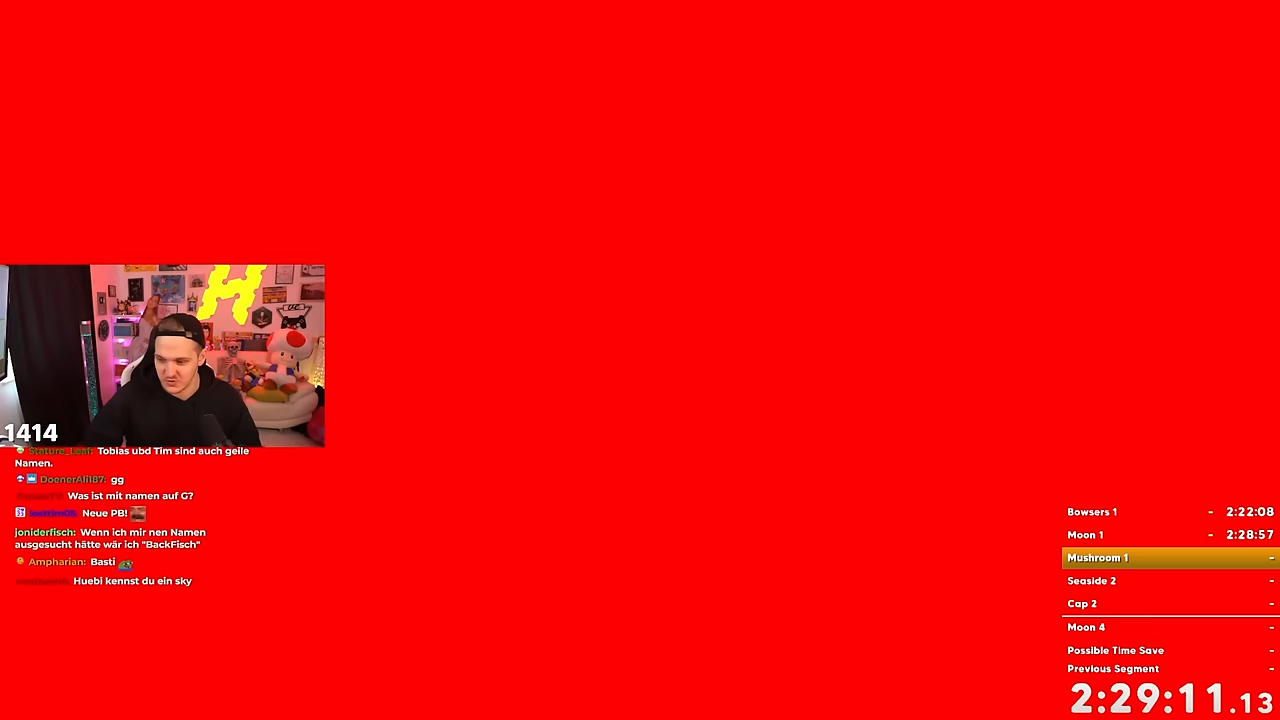 1414
Stature_Leaf: Tobias ubd Tim sind auch geile
Namen.
DoenerAli187: gg
Was ist mit namen auf G?
losttim05: Neue PB!
joniderfisch: Wenn ich mir nen Namen
ausgesucht hätte wär ich "BackFisch"
Ampharian: Basti
Huebi kennst du ein sky
Bowsers 1 - 2:22:08
Moon 1 - 2:28:57
Mushroom 1 -
Seaside 2 -
Cap 2 -
Moon 4 -
Possible Time Save -
Previous Segment -
2:29:11.13